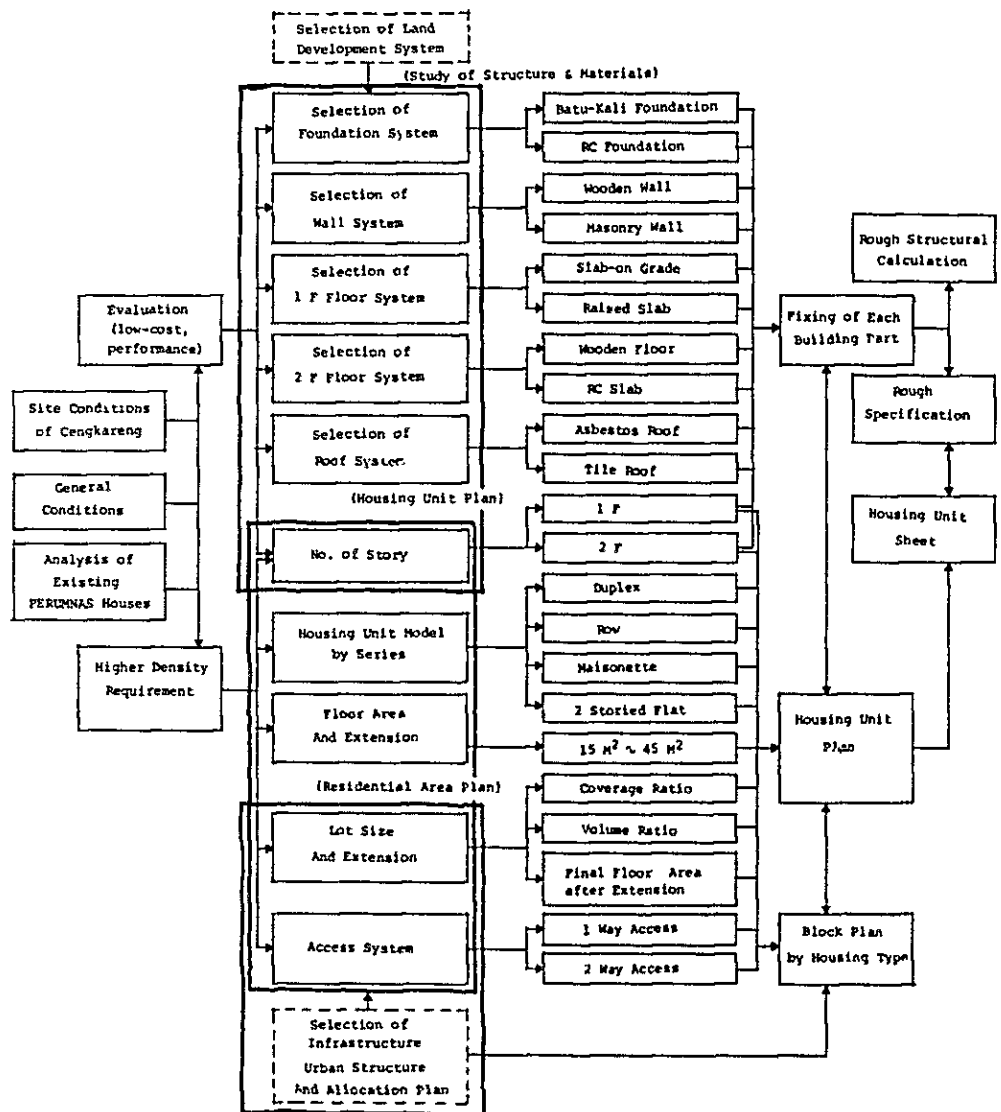 Selection of Land
Development System
(Study of Structure & Materials)
Selection of
Foundation System
Batu-Kali Foundation
RC Foundation
Selection of
Wall System
Wooden Wall
Masonry Wall
Selection of
1 F Floor System
Slab-on Grade
Raised Slab
Selection of
2 F Floor System
Wooden Floor
RC Slab
Selection of
Roof System
Asbestos Roof
Tile Roof
Evaluation
(low-cost,
performance)
Site Conditions
of Cengkareng
General
Conditions
Analysis of
Existing
PERUMNAS Houses
Higher Density
Requirement
(Housing Unit Plan)
No. of Story
1 F
2 F
Housing Unit Model
by Series
Duplex
Row
Maisonette
2 Storied Flat
Floor Area
And Extension
15 M² ~ 45 M²
(Residential Area Plan)
Lot Size
And Extension
Coverage Ratio
Volume Ratio
Final Floor Area
after Extension
Access System
1 Way Access
2 Way Access
Selection of
Infrastructure
Urban Structure
And Allocation Plan
Fixing of Each
Building Part
Rough Structural
Calculation
Rough
Specification
Housing Unit
Sheet
Housing Unit
Plan
Block Plan
by Housing Type